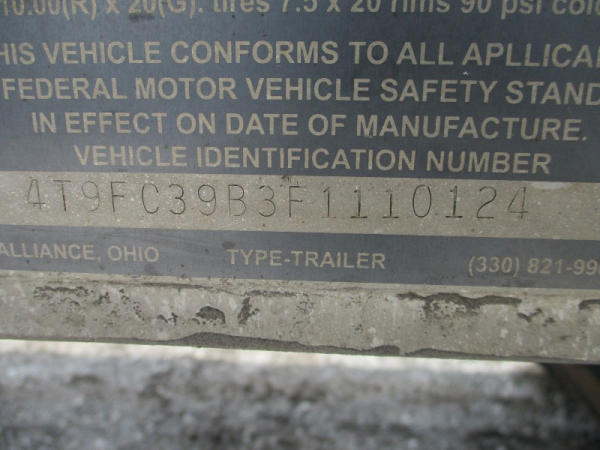 10.00(R) x 20(G). tires 7.5 x 20 rims 90 psi cold
HIS VEHICLE CONFORMS TO ALL APLLICA
FEDERAL MOTOR VEHICLE SAFETY STAND
IN EFFECT ON DATE OF MANUFACTURE.
VEHICLE IDENTIFICATION NUMBER
4T9FC39B3F1110124
ALLIANCE, OHIO TYPE-TRAILER (330) 821-99